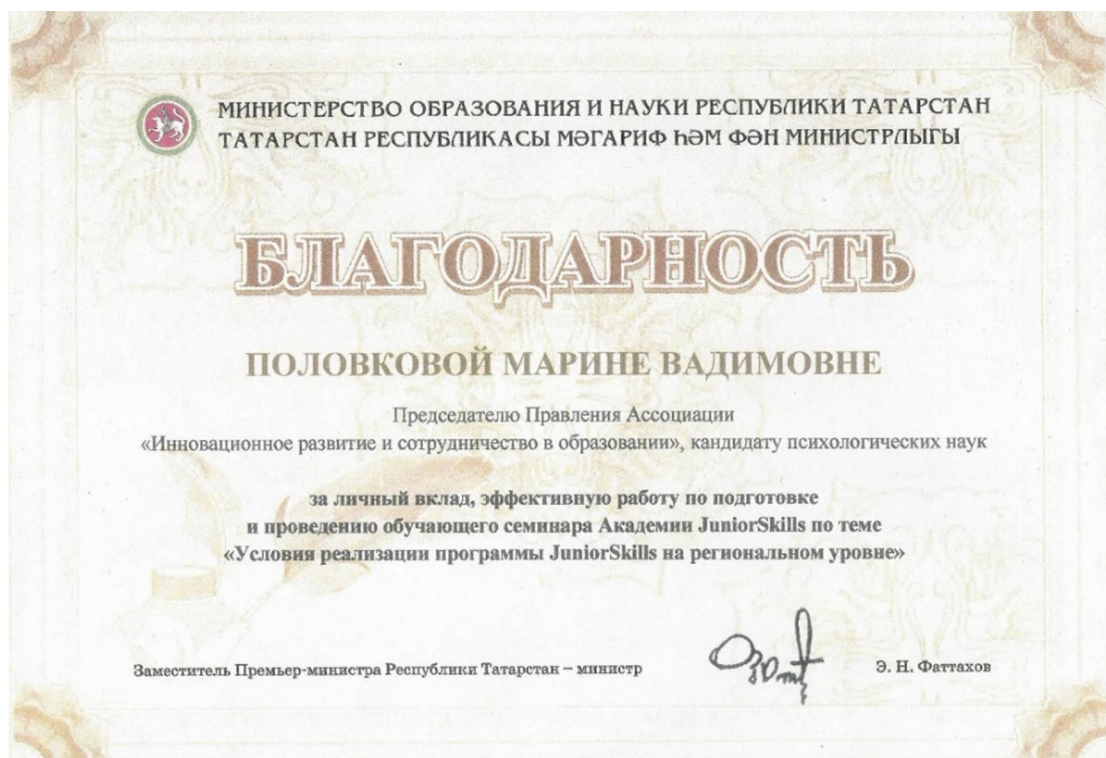 МИНИСТЕРСТВО ОБРАЗОВАНИЯ И НАУКИ РЕСПУБЛИКИ ТАТАРСТАН
ТАТАРСТАН РЕСПУБЛИКАСЫ МӘГАРИФ ҺӘМ ФӘН МИНИСТРЛЫГЫ
БЛАГОДАРНОСТЬ
ПОЛОВКОВОЙ МАРИНЕ ВАДИМОВНЕ
Председателю Правления Ассоциации
«Инновационное развитие и сотрудничество в образовании», кандидату психологических наук
за личный вклад, эффективную работу по подготовке
и проведению обучающего семинара Академии JuniorSkills по теме
«Условия реализации программы JuniorSkills на региональном уровне»
Заместитель Премьер-министра Республики Татарстан – министр Э. Н. Фаттахов